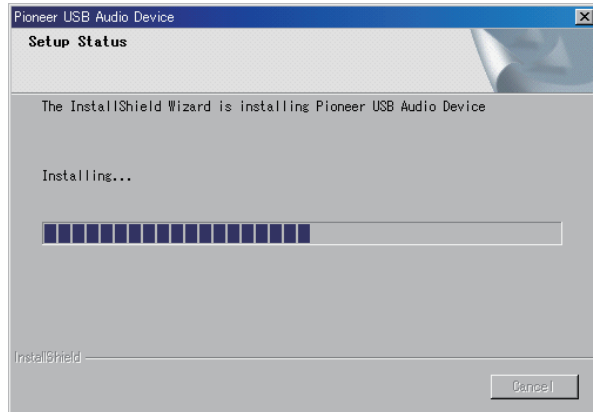 Pioneer USB Audio Device
Setup Status
The InstallShield Wizard is installing Pioneer USB Audio Device
Installing...
InstallShield
Cancel